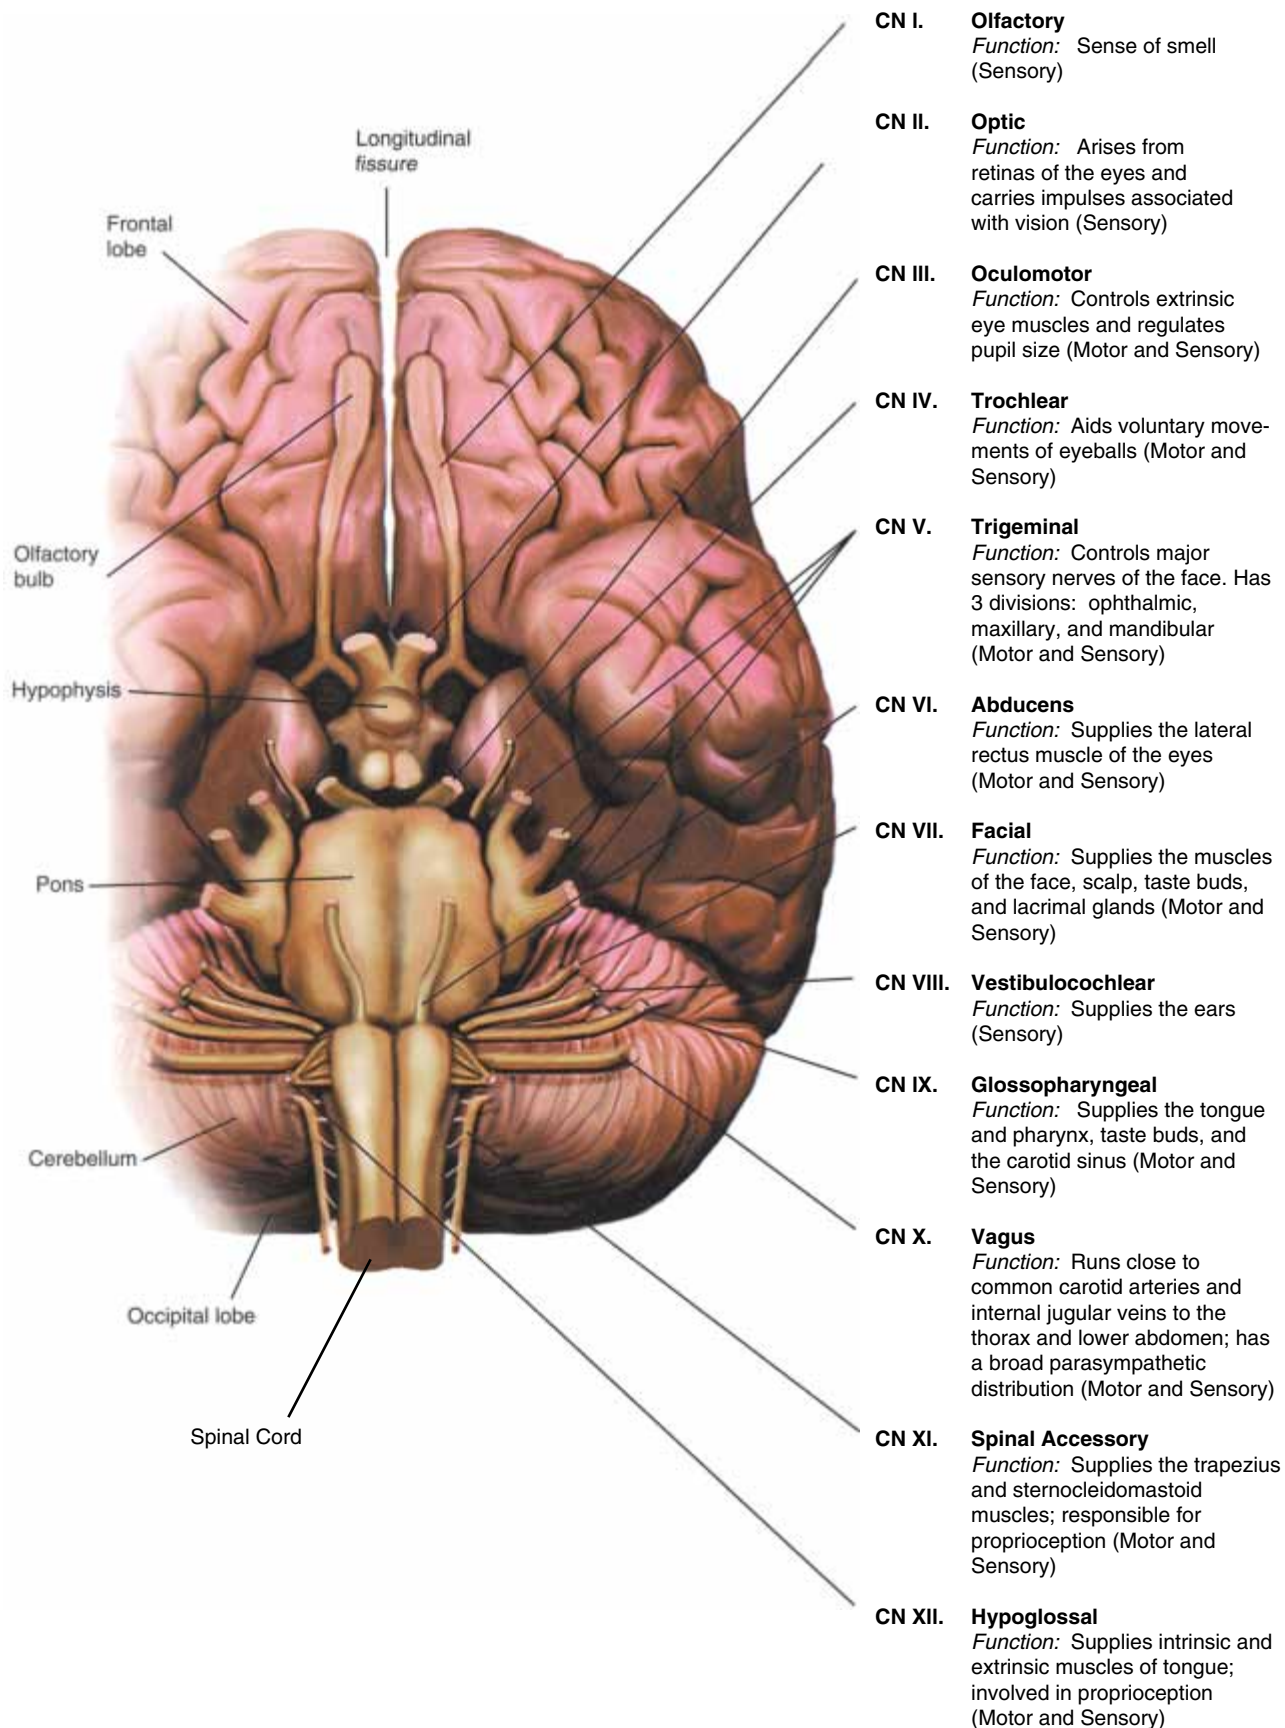 CN I. Olfactory
Function: Sense of smell
(Sensory)
CN II. Optic
Function: Arises from
retinas of the eyes and
carries impulses associated
with vision (Sensory)
CN III. Oculomotor
Function: Controls extrinsic
eye muscles and regulates
pupil size (Motor and Sensory)
CN IV. Trochlear
Function: Aids voluntary move-
ments of eyeballs (Motor and
Sensory)
CN V. Trigeminal
Function: Controls major
sensory nerves of the face. Has
3 divisions: ophthalmic,
maxillary, and mandibular
(Motor and Sensory)
CN VI. Abducens
Function: Supplies the lateral
rectus muscle of the eyes
(Motor and Sensory)
CN VII. Facial
Function: Supplies the muscles
of the face, scalp, taste buds,
and lacrimal glands (Motor and
Sensory)
CN VIII. Vestibulocochlear
Function: Supplies the ears
(Sensory)
CN IX. Glossopharyngeal
Function: Supplies the tongue
and pharynx, taste buds, and
the carotid sinus (Motor and
Sensory)
CN X. Vagus
Function: Runs close to
common carotid arteries and
internal jugular veins to the
thorax and lower abdomen; has
a broad parasympathetic
distribution (Motor and Sensory)
CN XI. Spinal Accessory
Function: Supplies the trapezius
and sternocleidomastoid
muscles; responsible for
proprioception (Motor and
Sensory)
CN XII. Hypoglossal
Function: Supplies intrinsic and
extrinsic muscles of tongue;
involved in proprioception
(Motor and Sensory)
Longitudinal
fissure
Frontal
lobe
Olfactory
bulb
Hypophysis
Pons
Cerebellum
Occipital lobe
Spinal Cord